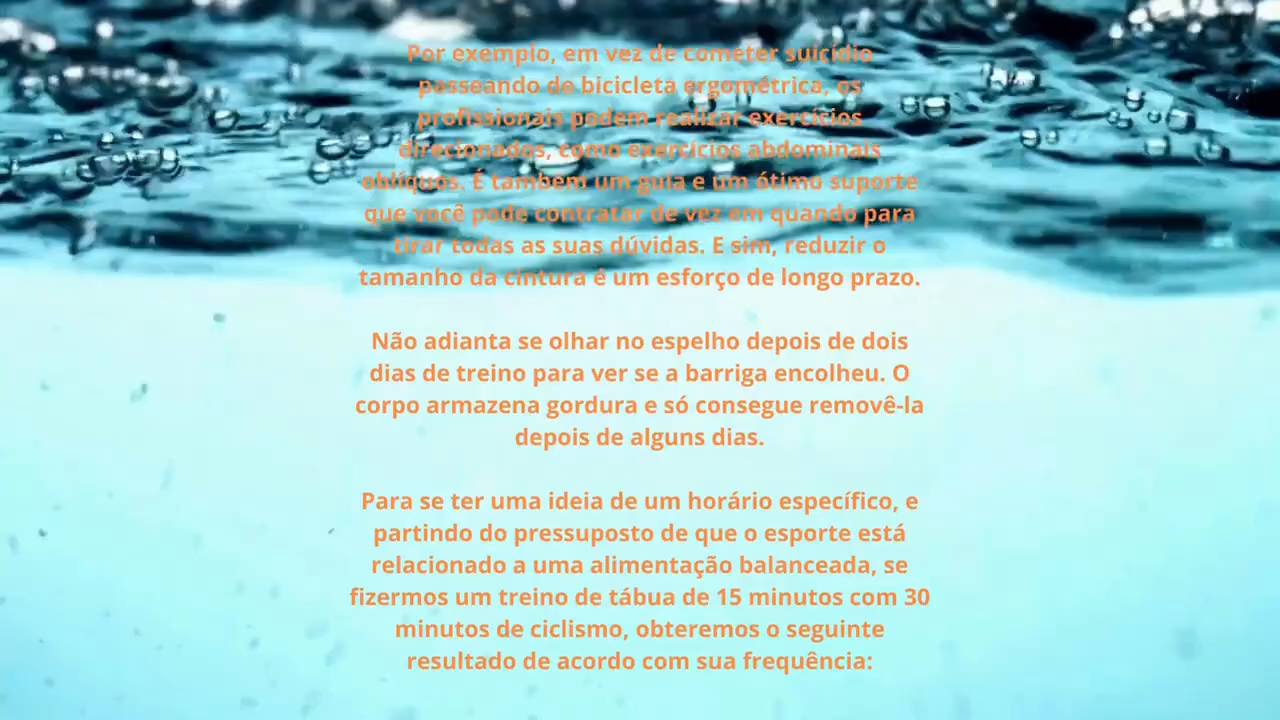 Por exemplo, em vez de cometer suicídio
passeando de bicicleta ergométrica, os
profissionais podem realizar exercícios
direcionados, como exercícios abdominais
oblíquos. É também um guia e um ótimo suporte
que você pode contratar de vez em quando para
tirar todas as suas dúvidas. E sim, reduzir o
tamanho da cintura é um esforço de longo prazo.
Não adianta se olhar no espelho depois de dois
dias de treino para ver se a barriga encolheu. O
corpo armazena gordura e só consegue removê-la
depois de alguns dias.
Para se ter uma ideia de um horário específico, e
partindo do pressuposto de que o esporte está
relacionado a uma alimentação balanceada, se
fizermos um treino de tábua de 15 minutos com 30
minutos de ciclismo, obteremos o seguinte
resultado de acordo com sua frequência: